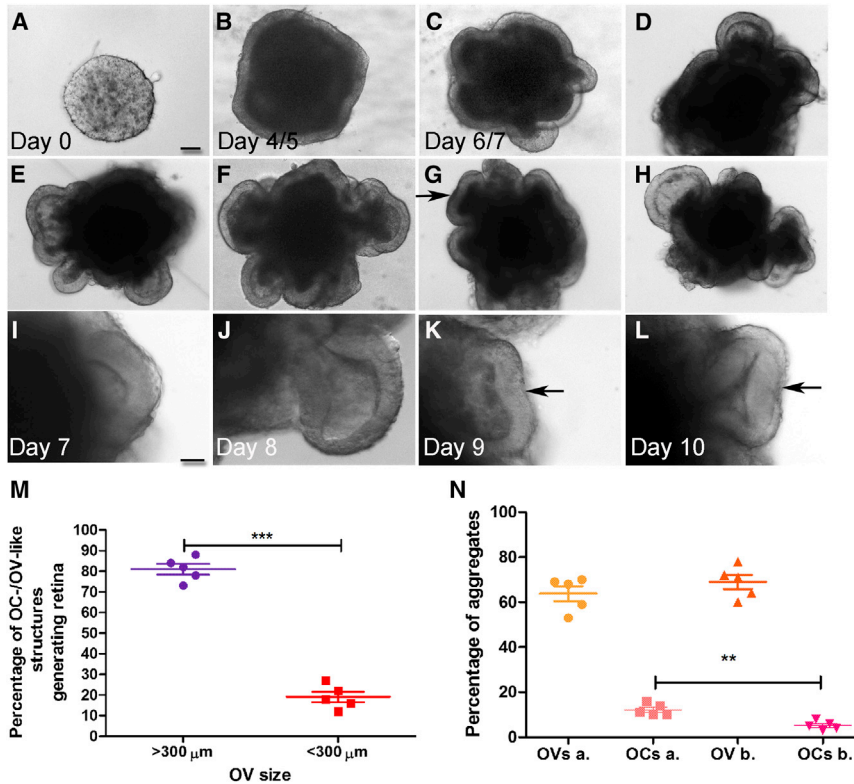 A
B
C
D
Day 0
Day 4/5
Day 6/7
E
F
G
H
I
J
K
L
Day 7
Day 8
Day 9
Day 10
M
N
Percentage of OC-/OV-like
structures
generating retina
100
90
80
70
60
50
40
30
20
10
0
***
>300 μm
<300 μm
OV size
Percentage of aggregates
100
80
60
40
20
0
**
OVs a.
OCs a.
OV b.
OCs b.